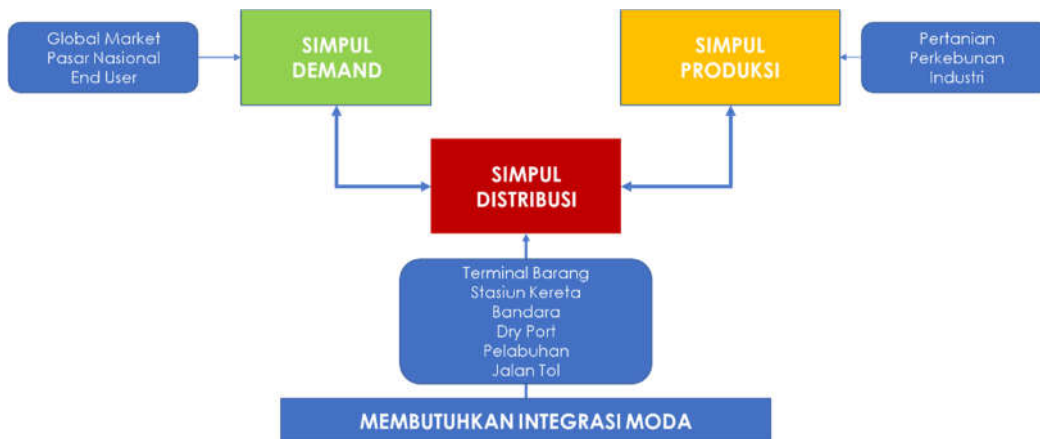 Global Market
Pasar Nasional
End User
SIMPUL
DEMAND
SIMPUL
PRODUKSI
Pertanian
Perkebunan
Industri
SIMPUL
DISTRIBUSI
Terminal Barang
Stasiun Kereta
Bandara
Dry Port
Pelabuhan
Jalan Tol
MEMBUTUHKAN INTEGRASI MODA